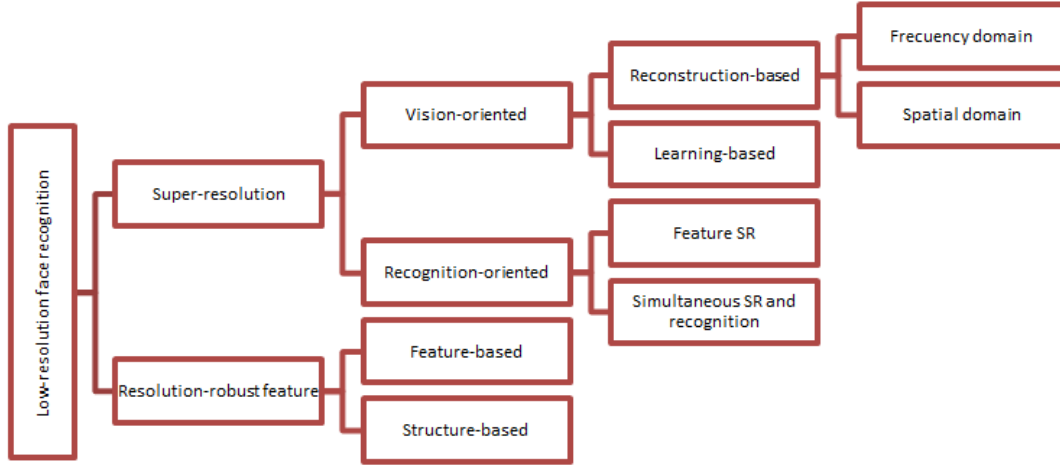 Low-resolution face recognition
Super-resolution
Resolution-robust feature
Vision-oriented
Recognition-oriented
Feature-based
Structure-based
Reconstruction-based
Learning-based
Feature SR
Simultaneous SR and
recognition
Frecuency domain
Spatial domain